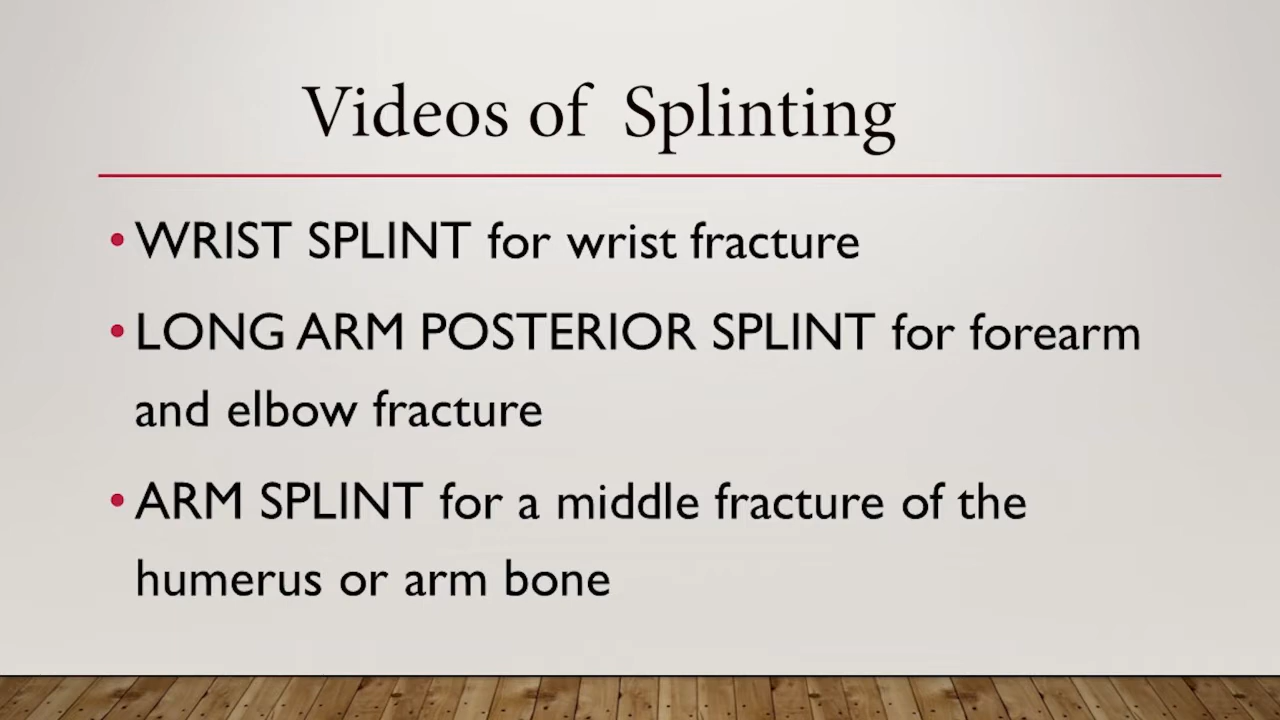 Videos of Splinting
• WRIST SPLINT for wrist fracture
• LONG ARM POSTERIOR SPLINT for forearm
and elbow fracture
• ARM SPLINT for a middle fracture of the
humerus or arm bone